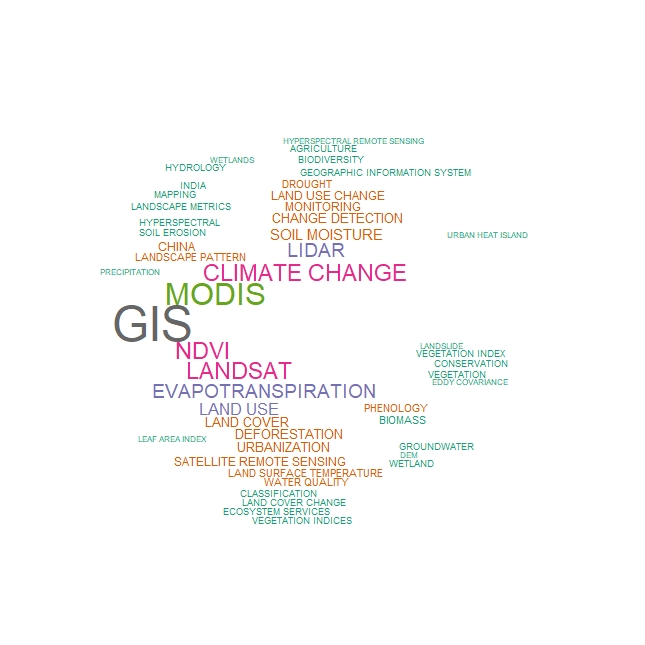 HYPERSPECTRAL REMOTE SENSING
AGRICULTURE
WETLANDS
BIODIVERSITY
HYDROLOGY
GEOGRAPHIC INFORMATION SYSTEM
INDIA
DROUGHT
MAPPING
LAND USE CHANGE
LANDSCAPE METRICS
MONITORING
HYPERSPECTRAL
CHANGE DETECTION
SOIL EROSION
SOIL MOISTURE
URBAN HEAT ISLAND
CHINA
LIDAR
LANDSCAPE PATTERN
PRECIPITATION
CLIMATE CHANGE
MODIS
GIS
LANDSLIDE
NDVI
VEGETATION INDEX
CONSERVATION
LANDSAT
VEGETATION
EDDY COVARIANCE
EVAPOTRANSPIRATION
LAND USE
PHENOLOGY
LAND COVER
BIOMASS
DEFORESTATION
LEAF AREA INDEX
URBANIZATION
GROUNDWATER
DEM
SATELLITE REMOTE SENSING
WETLAND
LAND SURFACE TEMPERATURE
WATER QUALITY
CLASSIFICATION
LAND COVER CHANGE
ECOSYSTEM SERVICES
VEGETATION INDICES